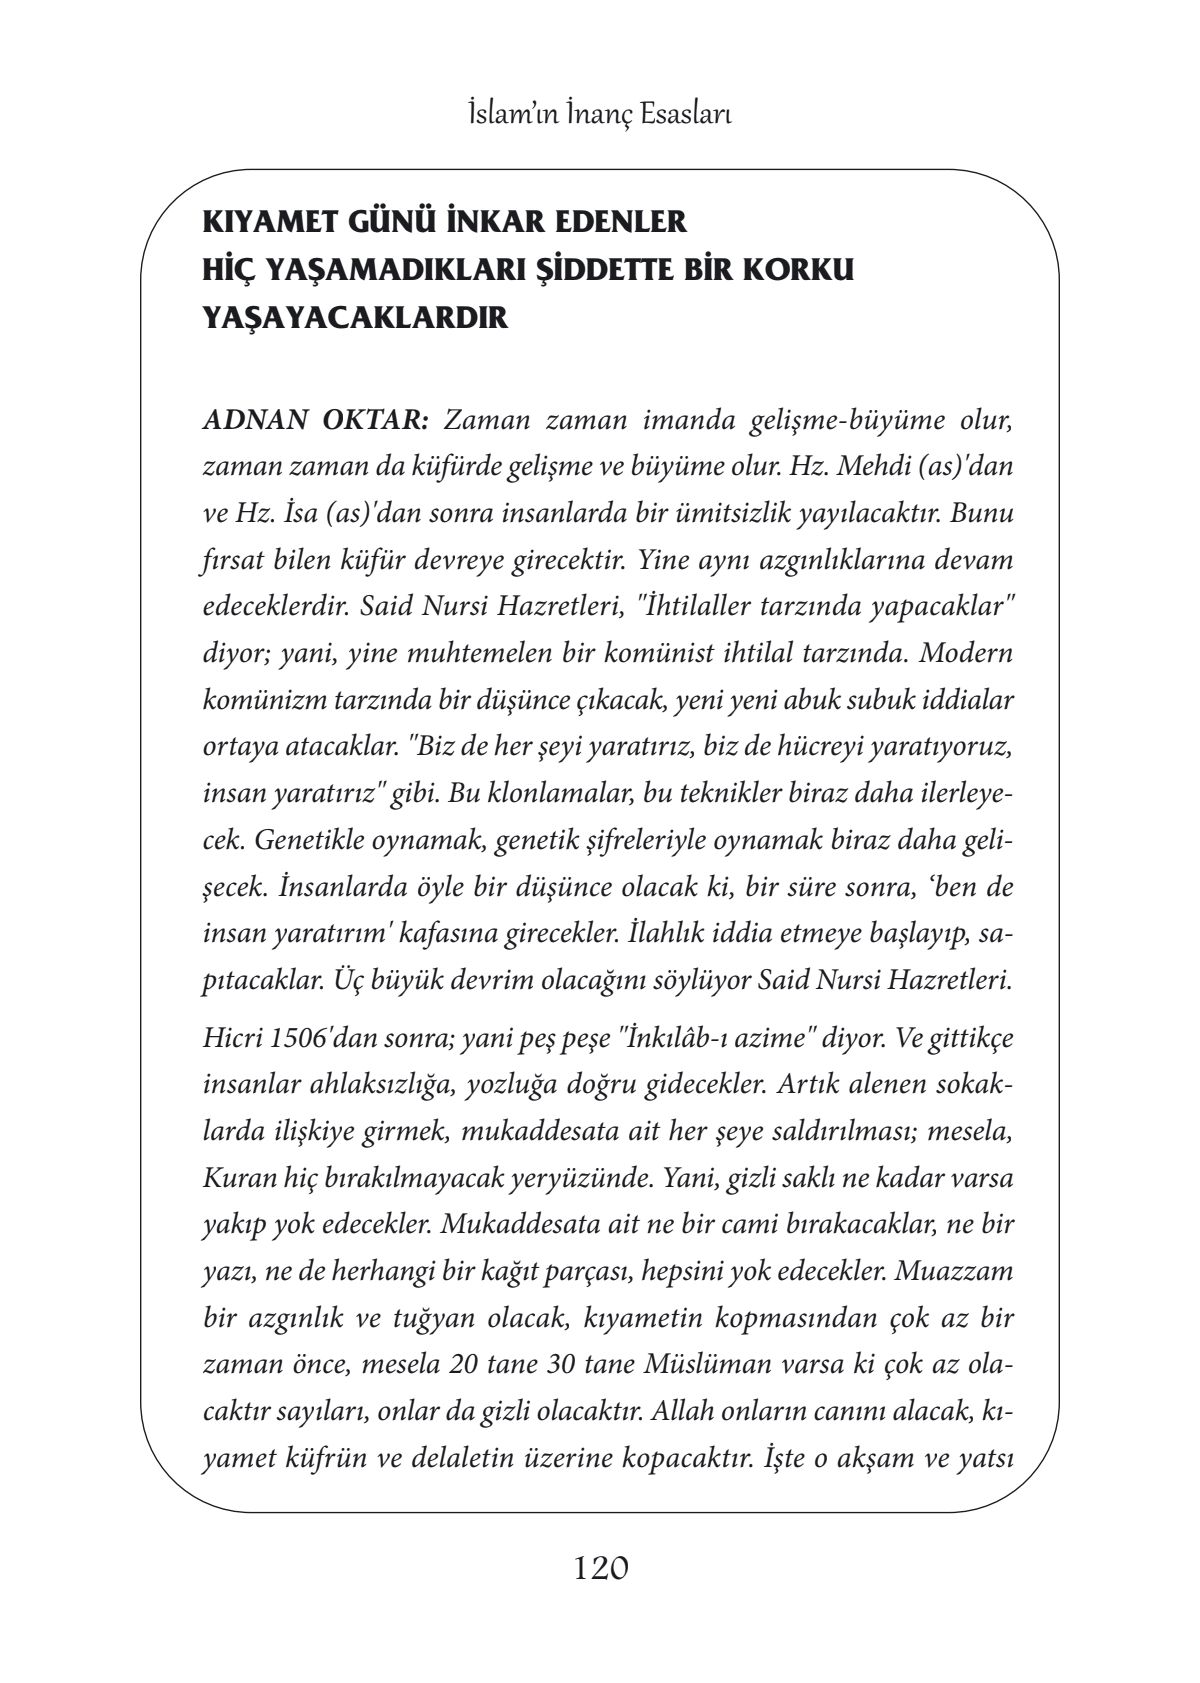 İslam’ın İnanç Esasları
KIYAMET GÜNÜ İNKAR EDENLER
HİÇ YAŞAMADIKLARI ŞİDDETTE BİR KORKU
YAŞAYACAKLARDIR
ADNAN OKTAR: Zaman zaman imanda gelişme-büyüme olur,
zaman zaman da küfürde gelişme ve büyüme olur. Hz. Mehdi (as)'dan
ve Hz. İsa (as)'dan sonra insanlarda bir ümitsizlik yayılacaktır. Bunu
fırsat bilen küfür devreye girecektir. Yine aynı azgınlıklarına devam
edeceklerdir. Said Nursi Hazretleri, "İhtilaller tarzında yapacaklar"
diyor; yani, yine muhtemelen bir komünist ihtilal tarzında. Modern
komünizm tarzında bir düşünce çıkacak, yeni yeni abuk subuk iddialar
ortaya atacaklar. "Biz de her şeyi yaratırız, biz de hücreyi yaratıyoruz,
insan yaratırız" gibi. Bu klonlamalar, bu teknikler biraz daha ilerleye-
cek. Genetikle oynamak, genetik şifreleriyle oynamak biraz daha geli-
şecek. İnsanlarda öyle bir düşünce olacak ki, bir süre sonra, ‘ben de
insan yaratırım' kafasına girecekler. İlahlık iddia etmeye başlayıp, sa-
pıtacaklar. Üç büyük devrim olacağını söylüyor Said Nursi Hazretleri.
Hicri 1506'dan sonra; yani peş peşe "İnkılâb-ı azime" diyor. Ve gittikçe
insanlar ahlaksızlığa, yozluğa doğru gidecekler. Artık alenen sokak-
larda ilişkiye girmek, mukaddesata ait her şeye saldırılması; mesela,
Kuran hiç bırakılmayacak yeryüzünde. Yani, gizli saklı ne kadar varsa
yakıp yok edecekler. Mukaddesata ait ne bir cami bırakacaklar, ne bir
yazı, ne de herhangi bir kağıt parçası, hepsini yok edecekler. Muazzam
bir azgınlık ve tuğyan olacak, kıyametin kopmasından çok az bir
zaman önce, mesela 20 tane 30 tane Müslüman varsa ki çok az ola-
caktır sayıları, onlar da gizli olacaktır. Allah onların canını alacak, kı-
yamet küfrün ve delaletin üzerine kopacaktır. İşte o akşam ve yatsı
120